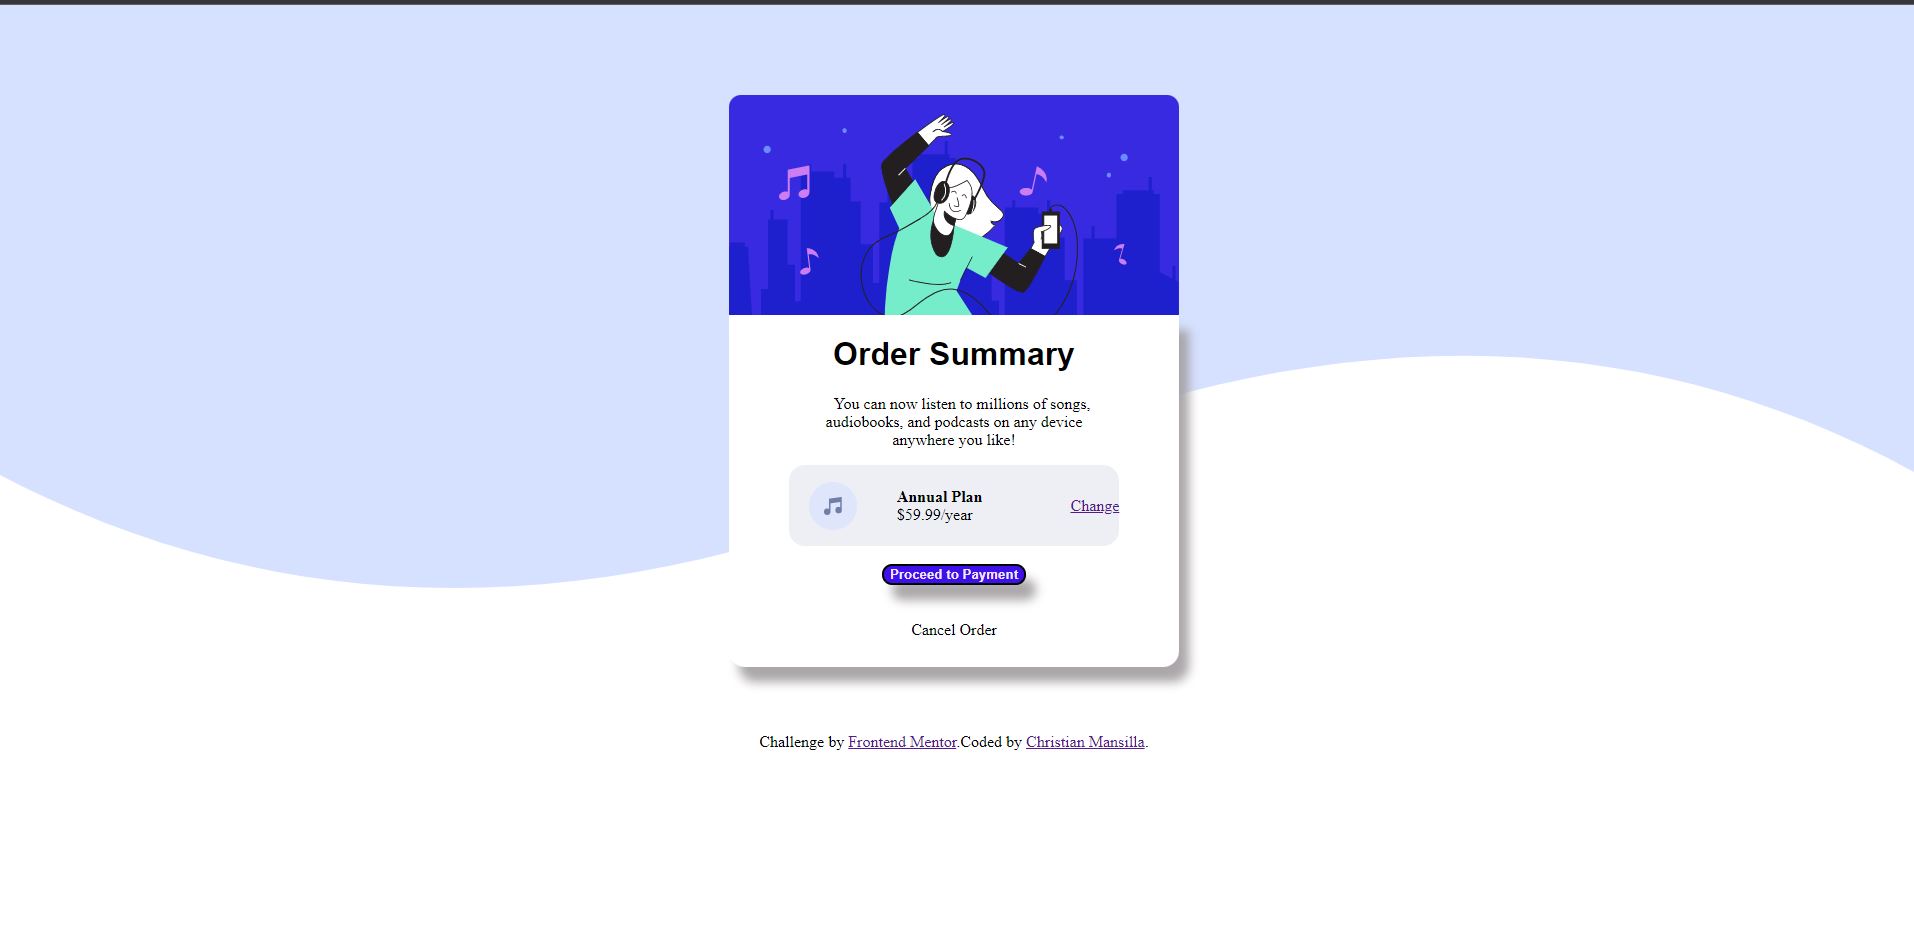 Order Summary
You can now listen to millions of songs,
audiobooks, and podcasts on any device
anywhere you like!
Annual Plan
$59.99/year
Change
Proceed to Payment
Cancel Order
Challenge by Frontend Mentor.Coded by Christian Mansilla.